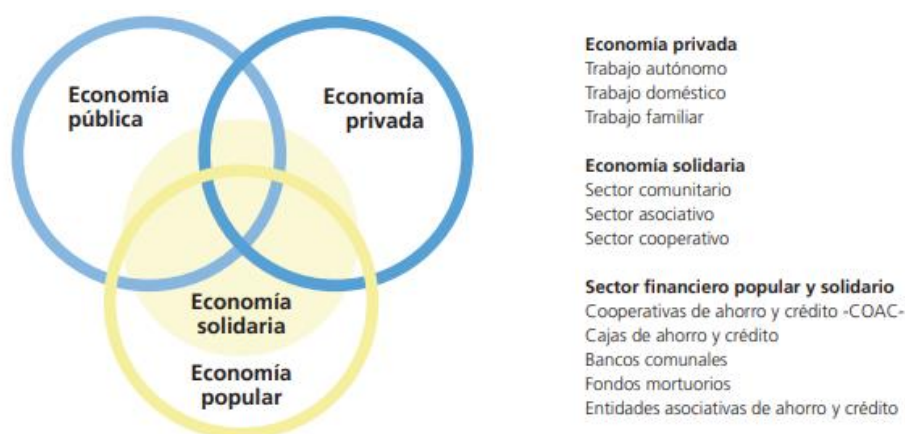 Economía
pública
Economía
privada
Economía
solidaria
Economía
popular
Economía privada
Trabajo autónomo
Trabajo doméstico
Trabajo familiar
Economía solidaria
Sector comunitario
Sector asociativo
Sector cooperativo
Sector financiero popular y solidario
Cooperativas de ahorro y crédito -COAC-
Cajas de ahorro y crédito
Bancos comunales
Fondos mortuorios
Entidades asociativas de ahorro y crédito